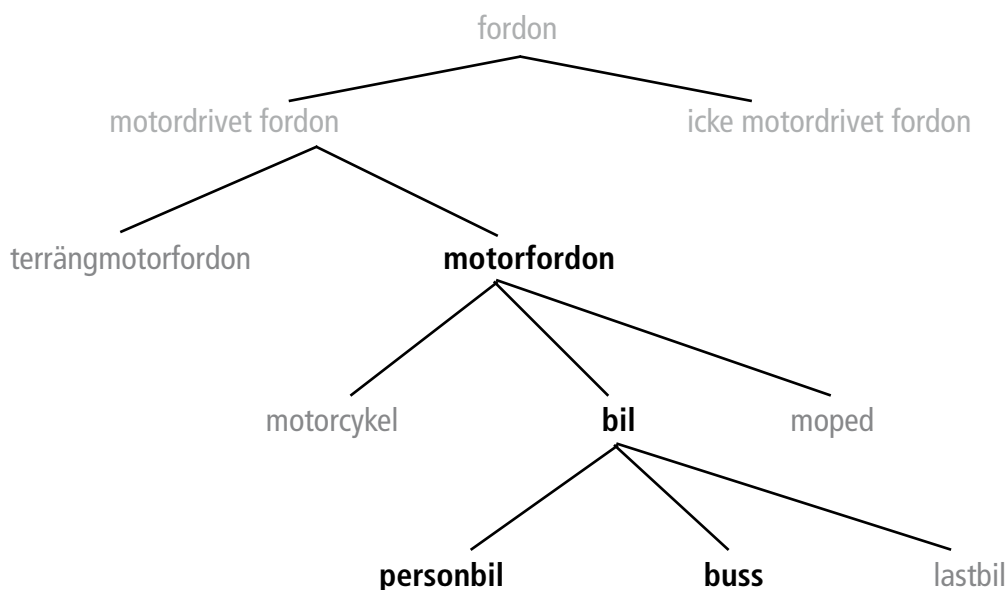 fordon
motordrivet fordon icke motordrivet fordon
terrängmotorfordon motorfordon
motorcykel bil moped
personbil buss lastbil